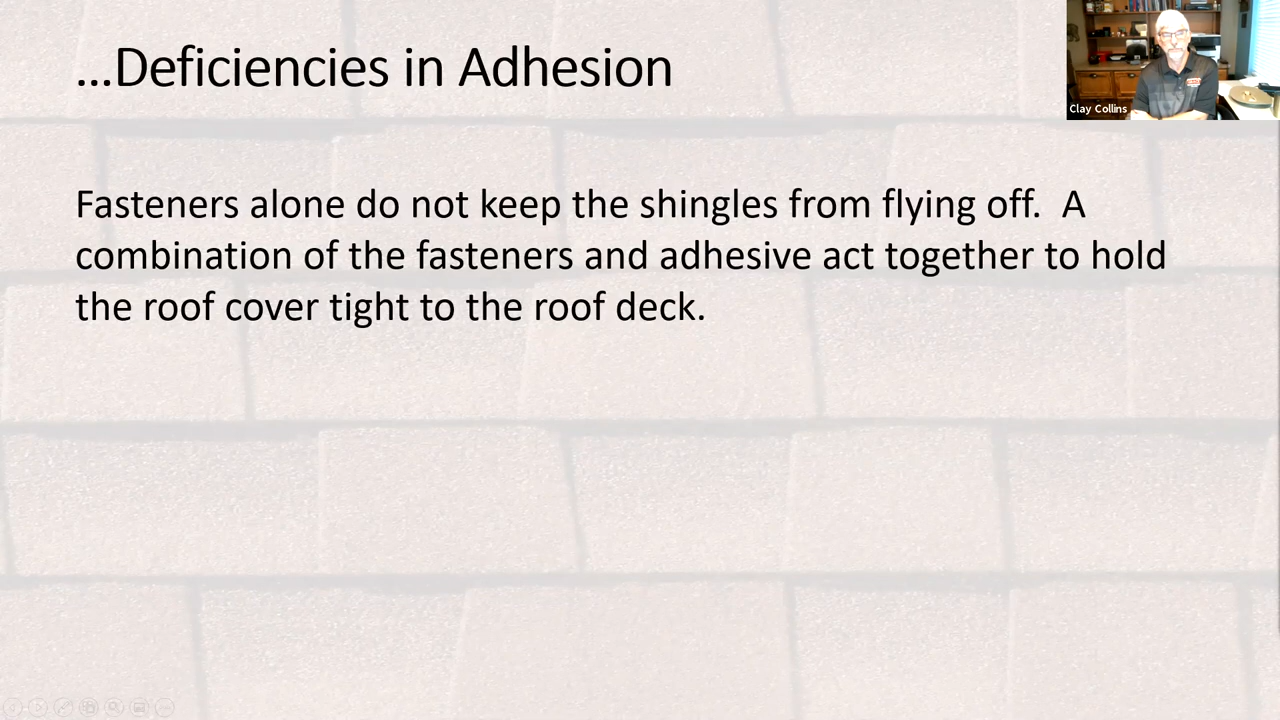 ...Deficiencies in Adhesion
Clay Collins
Fasteners alone do not keep the shingles from flying off.  A
combination of the fasteners and adhesive act together to hold
the roof cover tight to the roof deck.